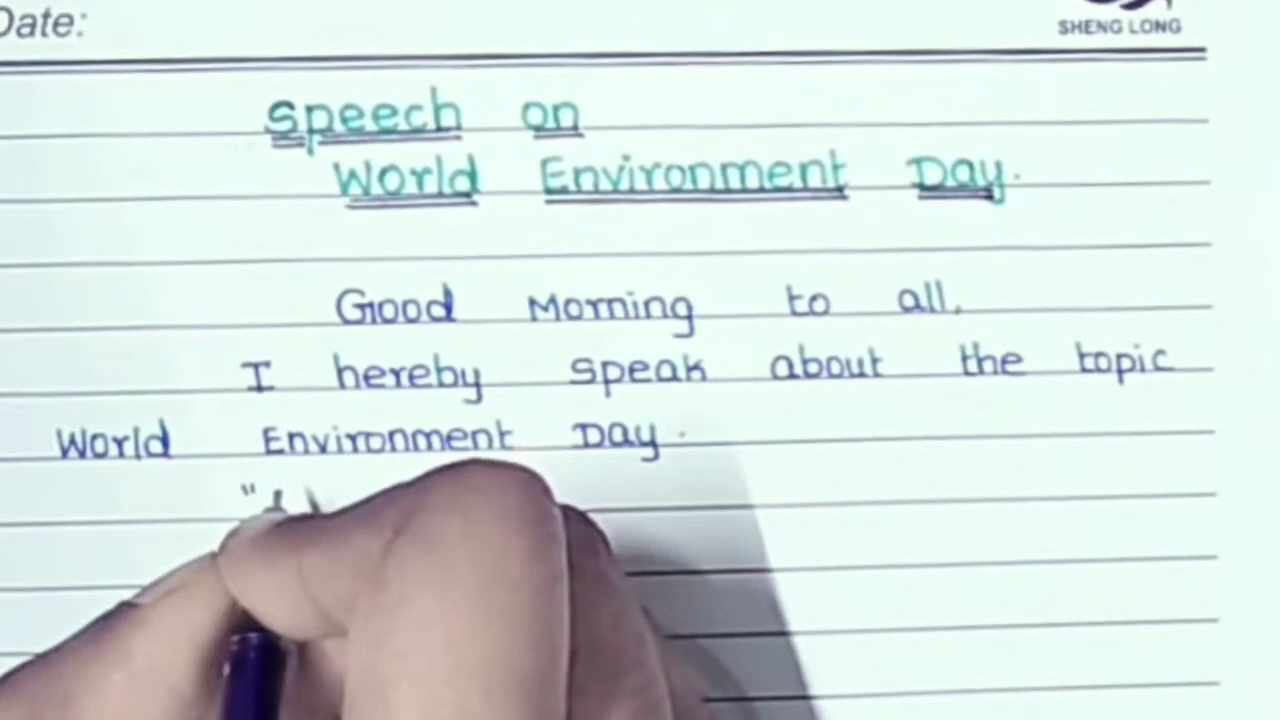 Date:
SHENG LONG
Speech on
World Environment Day.
Good Morning to all,
I hereby speak about the topic
World Environment Day.
"